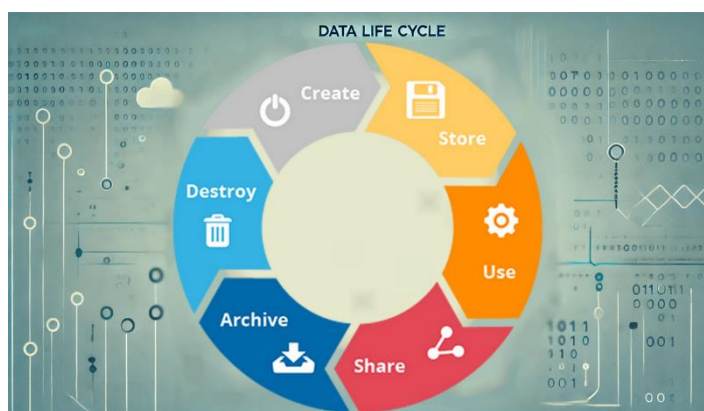 DATA LIFE CYCLE
Create
Store
Use
Share
Archive
Destroy